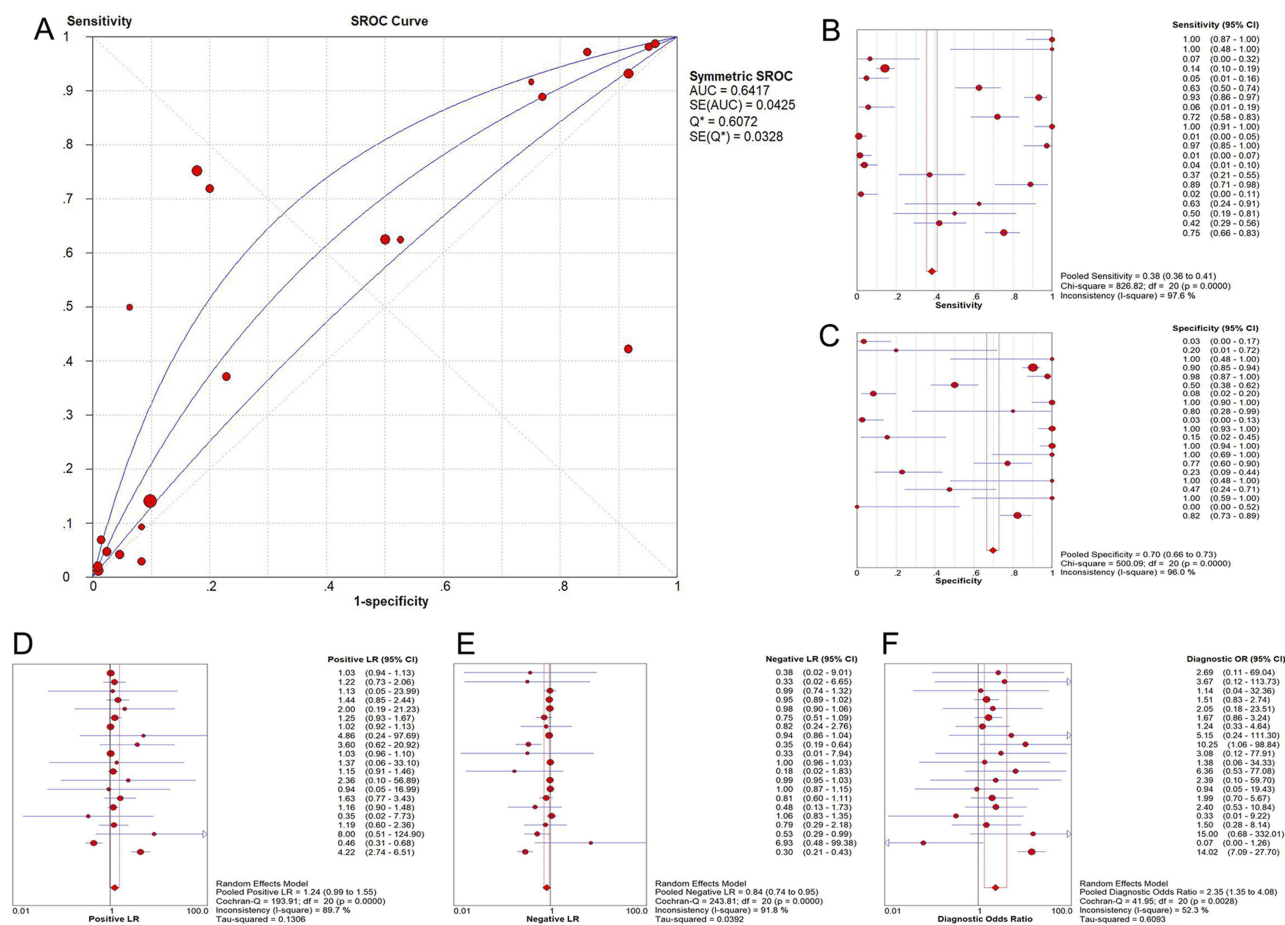 A
Sensitivity
SROC Curve
1
.9
.8
.7
.6
.5
.4
.3
.2
.1
0
0
.2
.4
.6
.8
1
1-specificity
Symmetric SROC
AUC = 0.6417
SE(AUC) = 0.0425
Q* = 0.6072
SE(Q*) = 0.0328
B
Sensitivity (95% CI)
1.00 (0.87 - 1.00)
1.00 (0.48 - 1.00)
0.07 (0.00 - 0.32)
0.14 (0.10 - 0.19)
0.05 (0.01 - 0.16)
0.63 (0.50 - 0.74)
0.93 (0.86 - 0.97)
0.06 (0.01 - 0.19)
0.72 (0.58 - 0.83)
1.00 (0.91 - 1.00)
0.01 (0.00 - 0.05)
0.97 (0.85 - 1.00)
0.01 (0.00 - 0.07)
0.04 (0.01 - 0.10)
0.37 (0.21 - 0.55)
0.89 (0.71 - 0.98)
0.02 (0.00 - 0.11)
0.63 (0.24 - 0.91)
0.50 (0.19 - 0.81)
0.42 (0.29 - 0.56)
0.75 (0.66 - 0.83)
Pooled Sensitivity = 0.38 (0.36 to 0.41)
Chi-square = 826.82; df = 20 (p = 0.0000)
Inconsistency (I-square) = 97.6 %
0 .2 .4 .6 .8 1
Sensitivity
C
Specificity (95% CI)
0.03 (0.00 - 0.17)
0.20 (0.01 - 0.72)
1.00 (0.48 - 1.00)
0.90 (0.85 - 0.94)
0.98 (0.87 - 1.00)
0.50 (0.38 - 0.62)
0.08 (0.02 - 0.20)
1.00 (0.90 - 1.00)
0.80 (0.28 - 0.99)
0.03 (0.00 - 0.13)
1.00 (0.93 - 1.00)
0.15 (0.02 - 0.45)
1.00 (0.94 - 1.00)
1.00 (0.69 - 1.00)
0.77 (0.60 - 0.90)
0.23 (0.09 - 0.44)
1.00 (0.48 - 1.00)
0.47 (0.24 - 0.71)
1.00 (0.59 - 1.00)
0.00 (0.00 - 0.52)
0.82 (0.73 - 0.89)
Pooled Specificity = 0.70 (0.66 to 0.73)
Chi-square = 500.09; df = 20 (p = 0.0000)
Inconsistency (I-square) = 96.0 %
0 .2 .4 .6 .8 1
Specificity
D
Positive LR (95% CI)
1.03 (0.94 - 1.13)
1.22 (0.73 - 2.06)
1.13 (0.05 - 23.99)
1.44 (0.85 - 2.44)
2.00 (0.19 - 21.23)
1.25 (0.93 - 1.67)
1.02 (0.92 - 1.13)
4.86 (0.24 - 97.69)
3.60 (0.62 - 20.92)
1.03 (0.96 - 1.10)
1.37 (0.06 - 33.10)
1.15 (0.91 - 1.46)
2.36 (0.10 - 56.89)
0.94 (0.05 - 16.99)
1.63 (0.77 - 3.43)
1.16 (0.90 - 1.48)
0.35 (0.02 - 7.73)
1.19 (0.60 - 2.36)
8.00 (0.51 - 124.90)
0.46 (0.31 - 0.68)
4.22 (2.74 - 6.51)
Random Effects Model
Pooled Positive LR = 1.24 (0.99 to 1.55)
Cochran-Q = 193.91; df = 20 (p = 0.0000)
Inconsistency (I-square) = 89.7 %
Tau-squared = 0.1306
0.01 1 100.0
Positive LR
E
Negative LR (95% CI)
0.38 (0.02 - 9.01)
0.33 (0.02 - 6.65)
0.99 (0.74 - 1.32)
0.95 (0.89 - 1.02)
0.98 (0.90 - 1.06)
0.75 (0.51 - 1.09)
0.82 (0.24 - 2.76)
0.94 (0.86 - 1.04)
0.35 (0.19 - 0.64)
0.33 (0.01 - 7.94)
1.00 (0.96 - 1.03)
0.18 (0.02 - 1.83)
0.99 (0.95 - 1.03)
1.00 (0.87 - 1.15)
0.81 (0.60 - 1.11)
0.48 (0.13 - 1.73)
1.06 (0.83 - 1.35)
0.79 (0.29 - 2.18)
0.53 (0.29 - 0.99)
6.93 (0.48 - 99.38)
0.30 (0.21 - 0.43)
Random Effects Model
Pooled Negative LR = 0.84 (0.74 to 0.95)
Cochran-Q = 243.81; df = 20 (p = 0.0000)
Inconsistency (I-square) = 91.8 %
Tau-squared = 0.0392
0.01 1 100.0
Negative LR
F
Diagnostic OR (95% CI)
2.69 (0.11 - 69.04)
3.67 (0.12 - 113.73)
1.14 (0.04 - 32.36)
1.51 (0.83 - 2.74)
2.05 (0.18 - 23.51)
1.67 (0.86 - 3.24)
1.24 (0.33 - 4.64)
5.15 (0.24 - 111.30)
10.25 (1.06 - 98.84)
3.08 (0.12 - 77.91)
1.38 (0.06 - 34.33)
6.36 (0.53 - 77.08)
2.39 (0.10 - 59.70)
0.94 (0.05 - 19.43)
1.99 (0.70 - 5.67)
2.40 (0.53 - 10.84)
0.33 (0.01 - 9.22)
1.50 (0.28 - 8.14)
15.00 (0.68 - 332.01)
0.07 (0.00 - 1.26)
14.02 (7.09 - 27.70)
Random Effects Model
Pooled Diagnostic Odds Ratio = 2.35 (1.35 to 4.08)
Cochran-Q = 41.95; df = 20 (p = 0.0028)
Inconsistency (I-square) = 52.3 %
Tau-squared = 0.6093
0.01 1 100.0
Diagnostic Odds Ratio